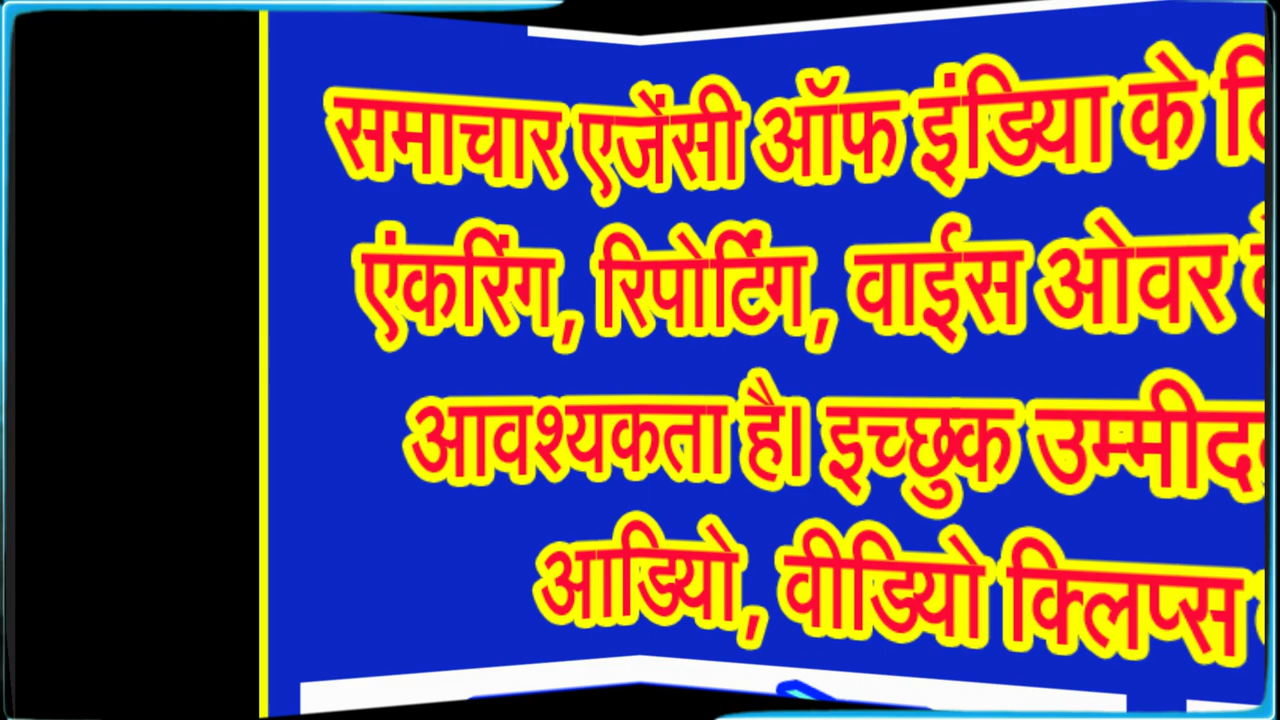 समाचार एजेंसी ऑफ इंडिया के
एंकरिंग, रिपोर्टिंग, वाईस ओवर
आवश्यकता है। इच्छुक
आडियो, वीडियो क्लिप्स